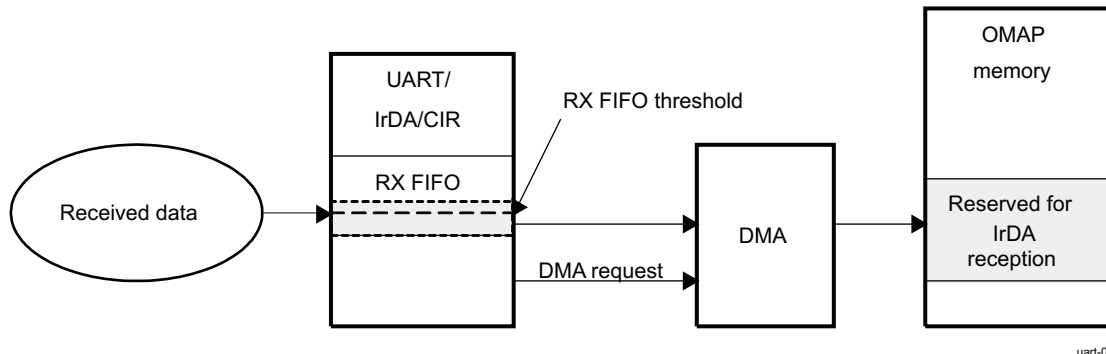 OMAP
memory
UART/
IrDA/CIR
RX FIFO threshold
RX FIFO
Received data
Reserved for
IrDA
reception
DMA
DMA request